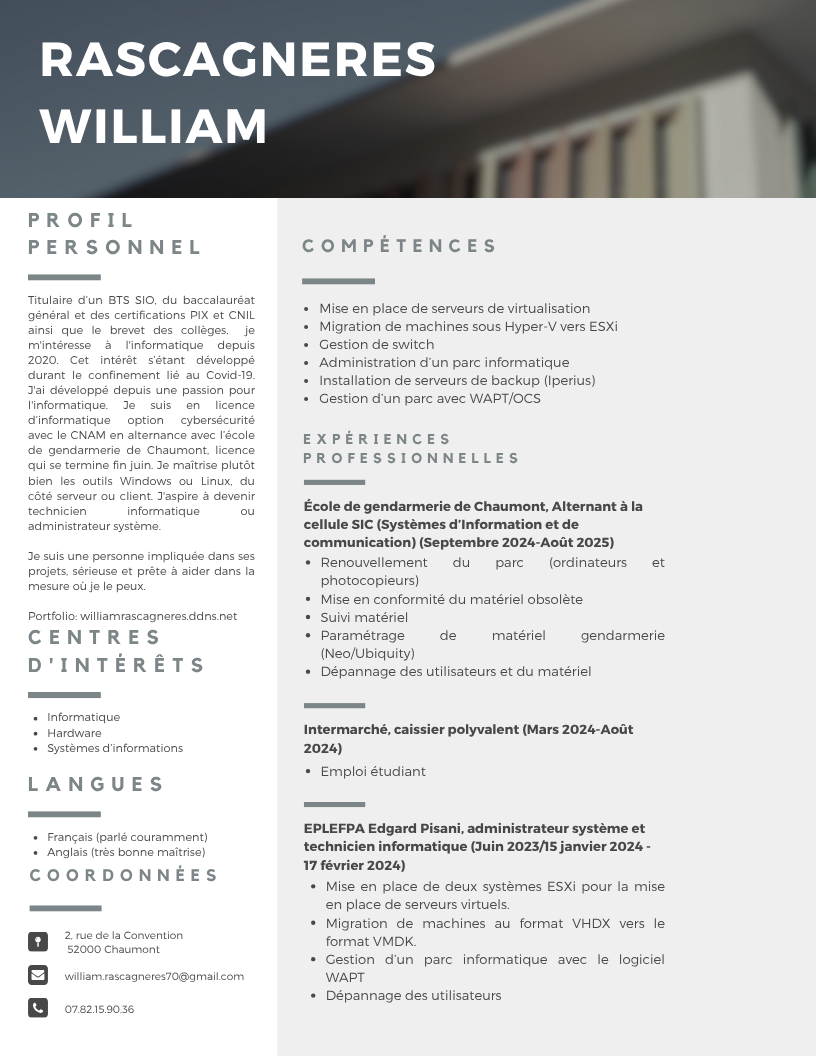 RASCAGNERES
WILLIAM
PROFIL
PERSONNEL
Titulaire d'un BTS SIO, du baccalauréat
général et des certifications PIX et CNIL
ainsi que le brevet des collèges, je
m'intéresse à l'informatique depuis
2020. Cet intérêt s'étant développé
durant le confinement lié au Covid-19.
J'ai développé depuis une passion pour
l'informatique. Je suis en licence
d'informatique option cybersécurité
avec le CNAM en alternance avec l'école
de gendarmerie de Chaumont, licence
qui se termine fin juin. Je maîtrise plutôt
bien les outils Windows ou Linux, du
côté serveur ou client. J'aspire à devenir
technicien informatique ou
administrateur système.
Je suis une personne impliquée dans ses
projets, sérieuse et prête à aider dans la
mesure où je le peux.
Portfolio: williamrascagneres.ddns.net
CENTRES
D'INTÉRÊTS
• Informatique
• Hardware
• Systèmes d'informations
LANGUES
• Français (parlé couramment)
• Anglais (très bonne maîtrise)
COORDONNÉES
2, rue de la Convention
52000 Chaumont
william.rascagneres70@gmail.com
07.82.15.90.36
COMPÉTENCES
• Mise en place de serveurs de virtualisation
• Migration de machines sous Hyper-V vers ESXi
• Gestion de switch
• Administration d'un parc informatique
• Installation de serveurs de backup (Iperius)
• Gestion d'un parc avec WAPT/OCS
EXPÉRIENCES
PROFESSIONNELLES
École de gendarmerie de Chaumont, Alternant à la
cellule SIC (Systèmes d'Information et de
communication) (Septembre 2024-Août 2025)
• Renouvellement du parc (ordinateurs et
photocopieurs)
• Mise en conformité du matériel obsolète
• Suivi matériel
• Paramétrage de matériel gendarmerie
(Neo/Ubiquity)
• Dépannage des utilisateurs et du matériel
Intermarché, caissier polyvalent (Mars 2024-Août
2024)
• Emploi étudiant
EPLEFPA Edgard Pisani, administrateur système et
technicien informatique (Juin 2023/15 janvier 2024 -
17 février 2024)
• Mise en place de deux systèmes ESXi pour la mise
en place de serveurs virtuels.
• Migration de machines au format VHDX vers le
format VMDK.
• Gestion d'un parc informatique avec le logiciel
WAPT
• Dépannage des utilisateurs